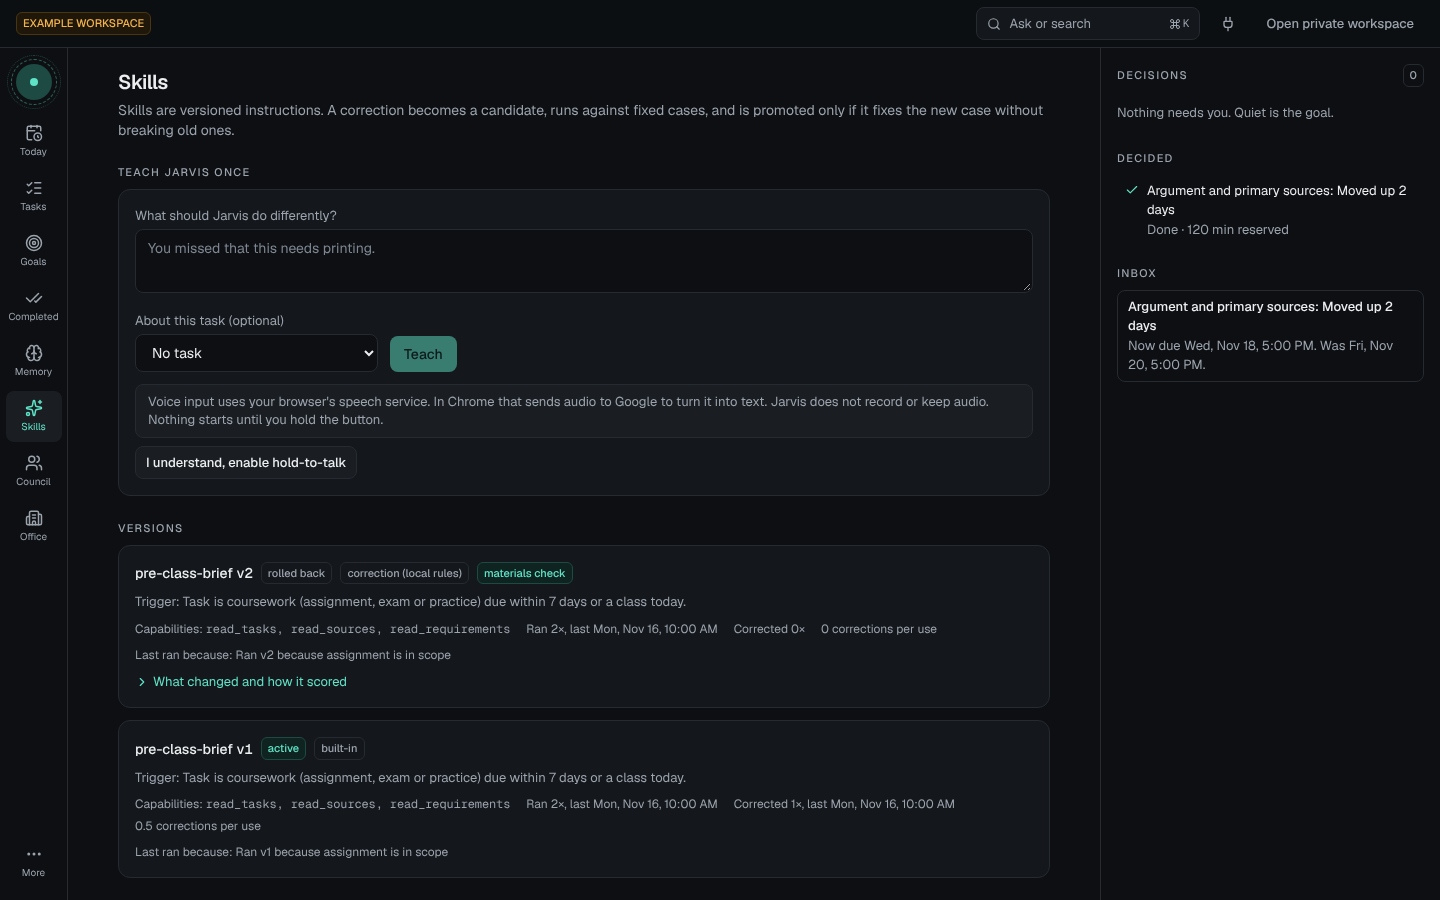 EXAMPLE WORKSPACE
Ask or search
⌘K
Open private workspace
Today
Tasks
Goals
Completed
Memory
Skills
Council
Office
More
Skills
Skills are versioned instructions. A correction becomes a candidate, runs against fixed cases, and is promoted only if it fixes the new case without
breaking old ones.
TEACH JARVIS ONCE
What should Jarvis do differently?
You missed that this needs printing.
About this task (optional)
No task
Teach
Voice input uses your browser's speech service. In Chrome that sends audio to Google to turn it into text. Jarvis does not record or keep audio.
Nothing starts until you hold the button.
I understand, enable hold-to-talk
VERSIONS
pre-class-brief v2 rolled back correction (local rules) materials check
Trigger: Task is coursework (assignment, exam or practice) due within 7 days or a class today.
Capabilities: read_tasks, read_sources, read_requirements Ran 2×, last Mon, Nov 16, 10:00 AM Corrected 0× 0 corrections per use
Last ran because: Ran v2 because assignment is in scope
What changed and how it scored
pre-class-brief v1 active built-in
Trigger: Task is coursework (assignment, exam or practice) due within 7 days or a class today.
Capabilities: read_tasks, read_sources, read_requirements Ran 2×, last Mon, Nov 16, 10:00 AM Corrected 1×, last Mon, Nov 16, 10:00 AM
0.5 corrections per use
Last ran because: Ran v1 because assignment is in scope
DECISIONS
0
Nothing needs you. Quiet is the goal.
DECIDED
Argument and primary sources: Moved up 2
days
Done · 120 min reserved
INBOX
Argument and primary sources: Moved up 2
days
Now due Wed, Nov 18, 5:00 PM. Was Fri, Nov
20, 5:00 PM.